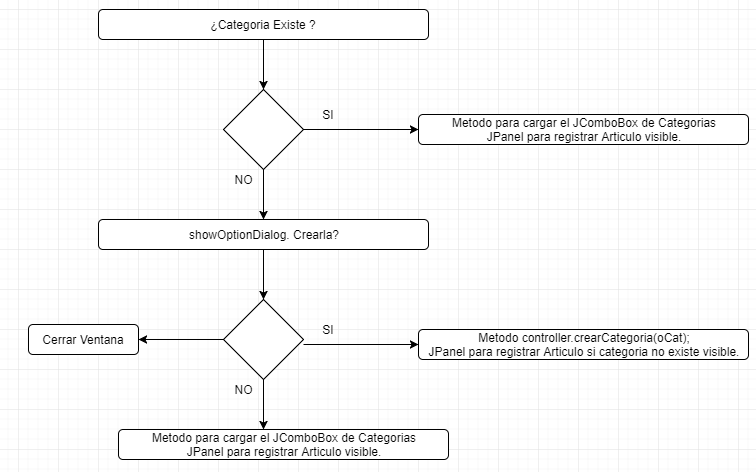 ¿Categoria Existe ?
SI
Metodo para cargar el JComboBox de Categorias
JPanel para registrar Articulo visible.
NO
showOptionDialog. Crearla?
SI
Cerrar Ventana
Metodo controller.crearCategoria(oCat);
JPanel para registrar Articulo si categoria no existe visible.
NO
Metodo para cargar el JComboBox de Categorias
JPanel para registrar Articulo visible.